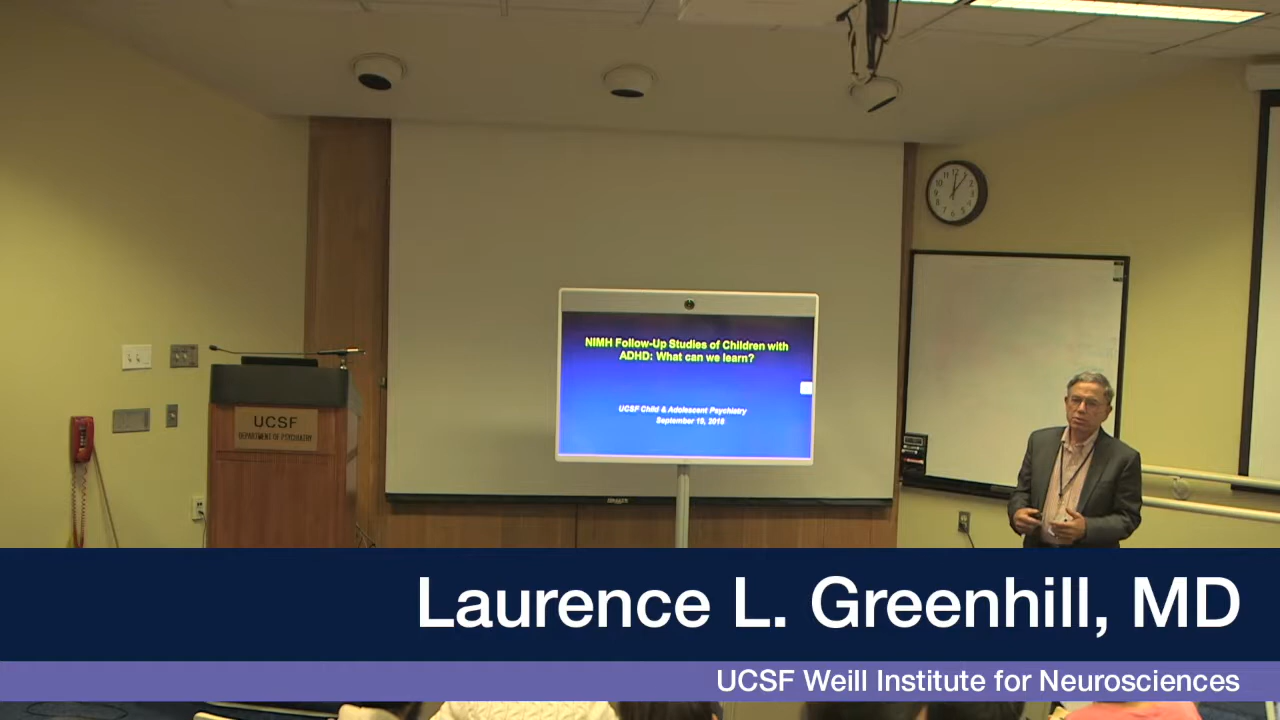 NIMH Follow-Up Studies of Children with
ADHD: What can we learn?
UCSF Child & Adolescent Psychiatry
UCSF
DEPARTMENT OF PSYCHIATRY
Laurence L. Greenhill, MD
UCSF Weill Institute for Neurosciences